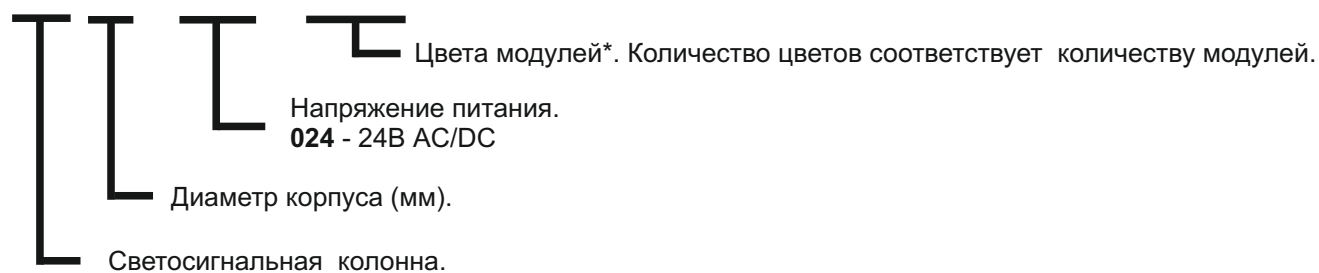 Цвета модулей*. Количество цветов соответствует количеству модулей.
Напряжение питания.
024 - 24В AC/DC
Диаметр корпуса (мм).
Светосигнальная колонна.